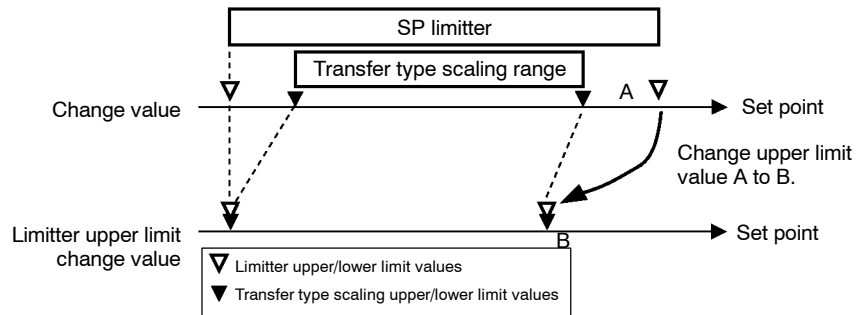 SP limitter
Transfer type scaling range
A
Change value
Set point
Change upper limit
value A to B.
Limitter upper limit
change value
Set point
B
Limitter upper/lower limit values
Transfer type scaling upper/lower limit values